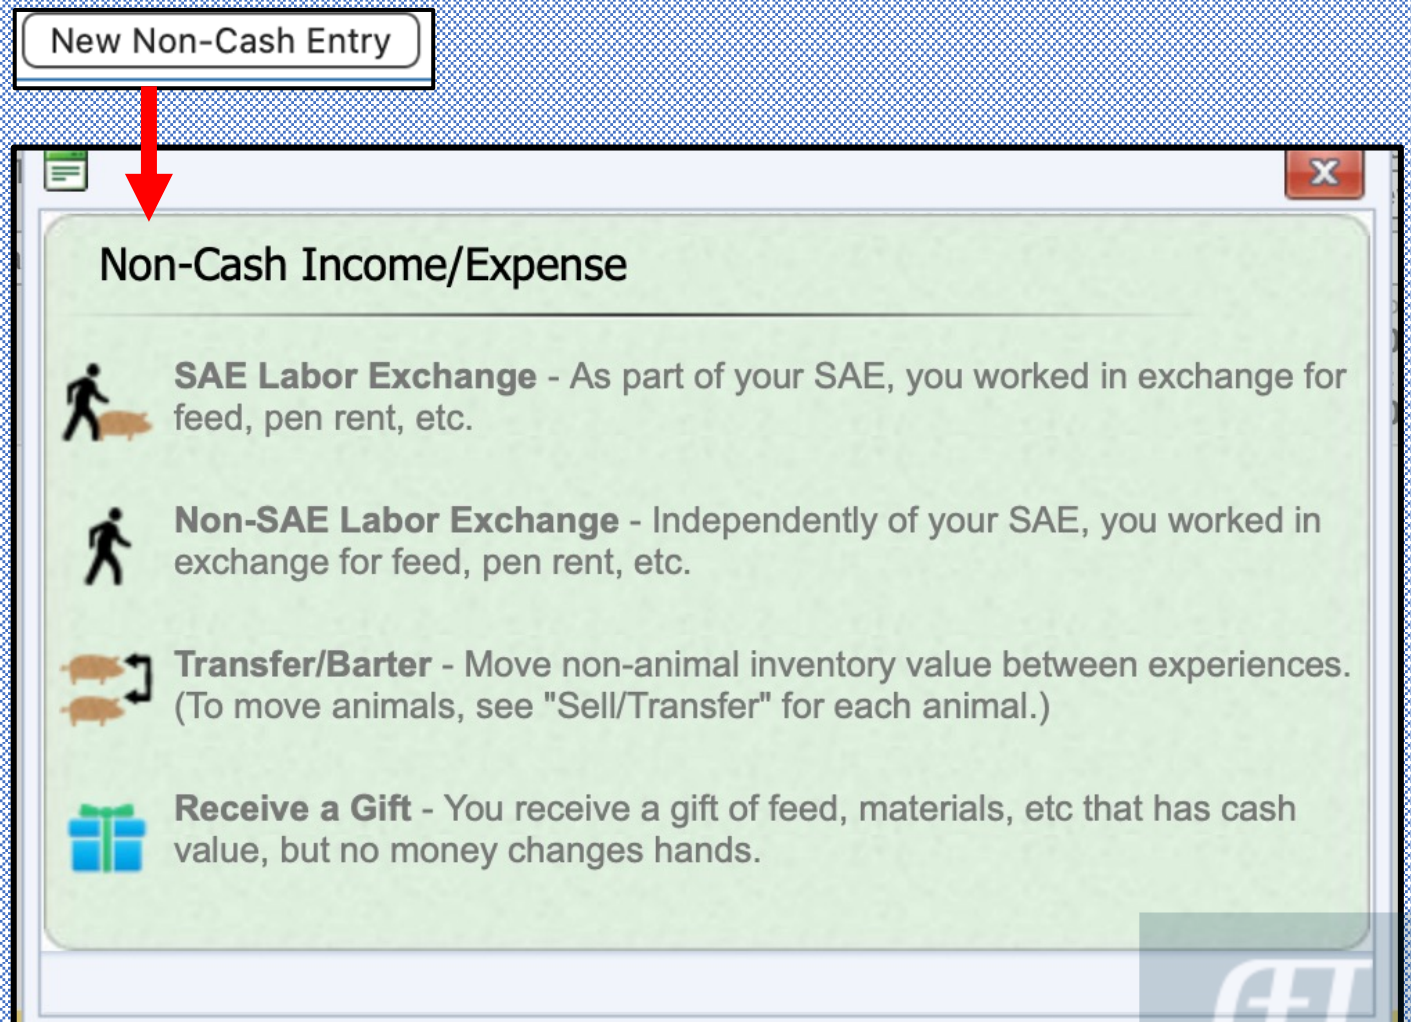 New Non-Cash Entry
Non-Cash Income/Expense
SAE Labor Exchange - As part of your SAE, you worked in exchange for
feed, pen rent, etc.
Non-SAE Labor Exchange - Independently of your SAE, you worked in
exchange for feed, pen rent, etc.
Transfer/Barter - Move non-animal inventory value between experiences.
(To move animals, see "Sell/Transfer" for each animal.)
Receive a Gift - You receive a gift of feed, materials, etc that has cash
value, but no money changes hands.